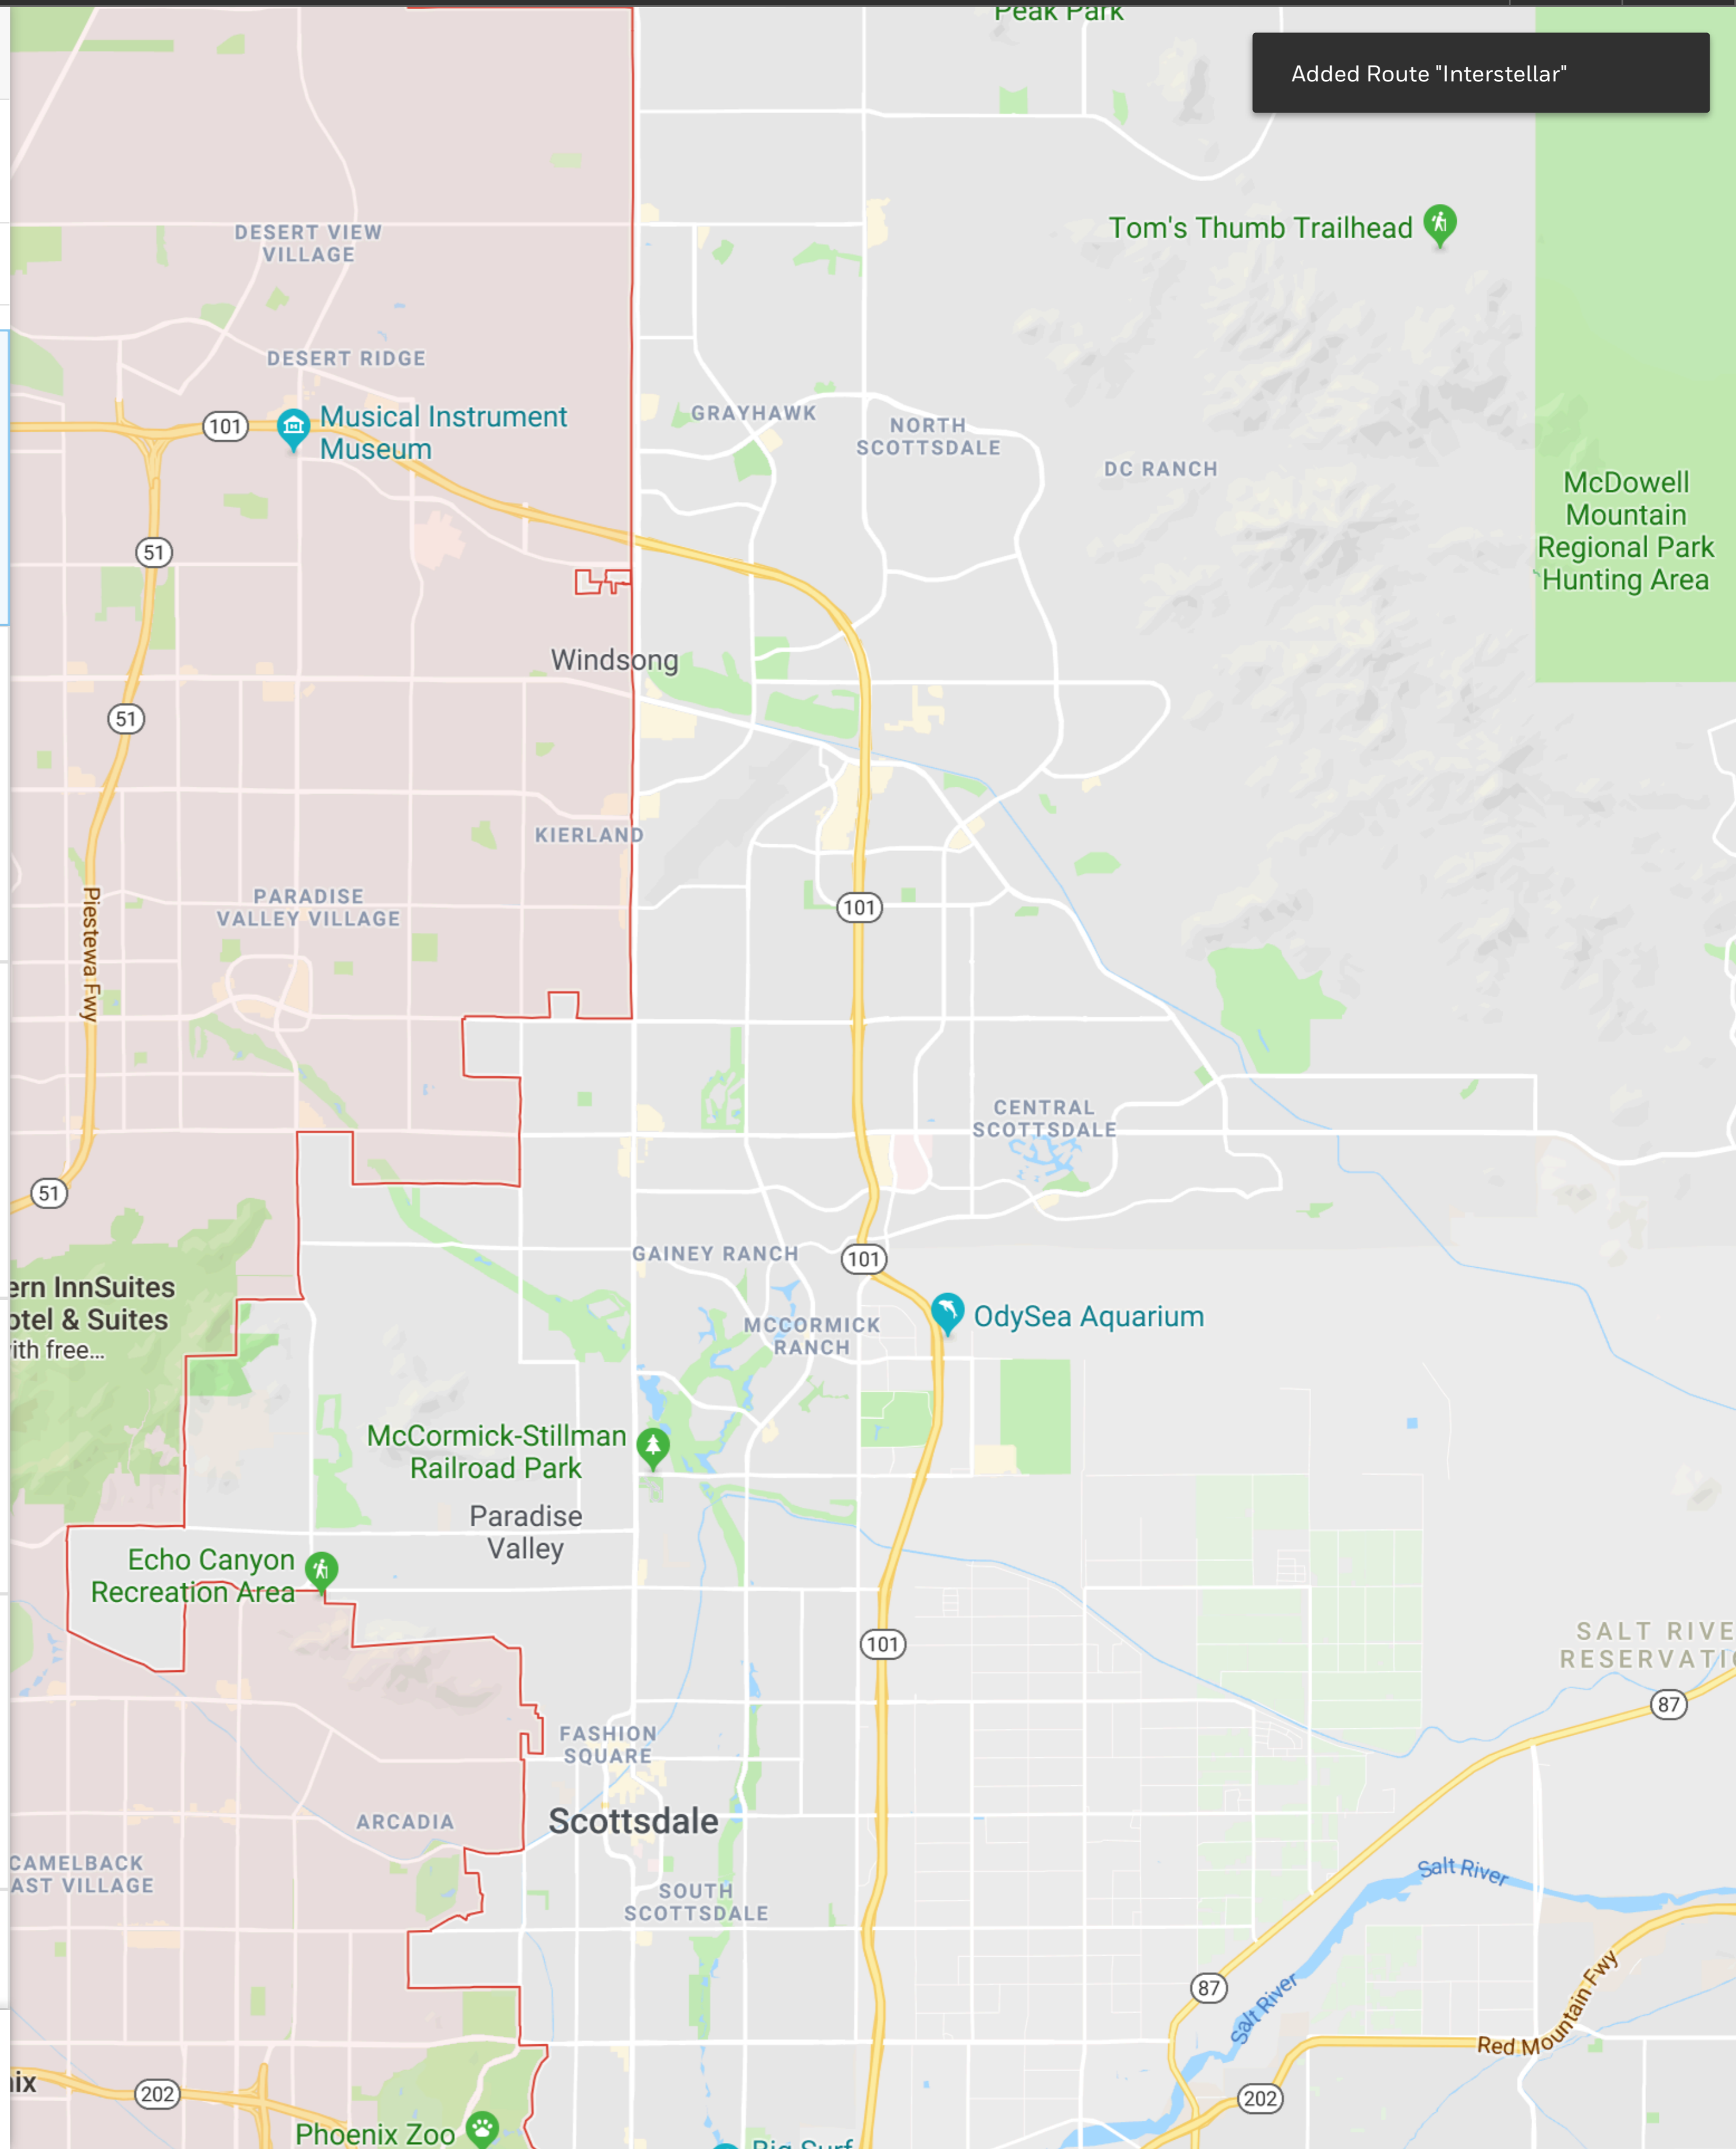 Peak Park
Added Route "Interstellar"
Tom's Thumb Trailhead
DESERT VIEW
VILLAGE
DESERT RIDGE
101
Musical Instrument
Museum
GRAYHAWK
NORTH
SCOTTSDALE
DC RANCH
McDowell
Mountain
Regional Park
Hunting Area
51
Windsong
51
KIERLAND
PARADISE
VALLEY VILLAGE
Piestewa Fwy
101
CENTRAL
SCOTTSDALE
51
GAINEY RANCH
101
ern InnSuites
otel & Suites
ith free...
OdySea Aquarium
MCCORMICK
RANCH
McCormick-Stillman
Railroad Park
Paradise
Valley
Echo Canyon
Recreation Area
101
SALT RIVE
RESERVATIO
87
FASHION
SQUARE
Scottsdale
ARCADIA
CAMELBACK
AST VILLAGE
SOUTH
SCOTTSDALE
Salt River
87
Salt River
Red Mountain Fwy
ix
202
202
Phoenix Zoo
Big Surf